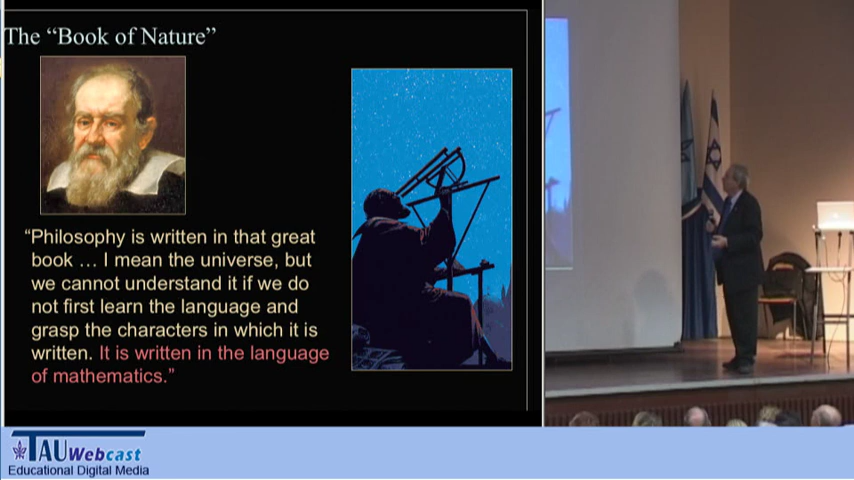 The “Book of Nature”
“Philosophy is written in that great
book … I mean the universe, but
we cannot understand it if we do
not first learn the language and
grasp the characters in which it is
written. It is written in the language
of mathematics.”
TAU Webcast
Educational Digital Media